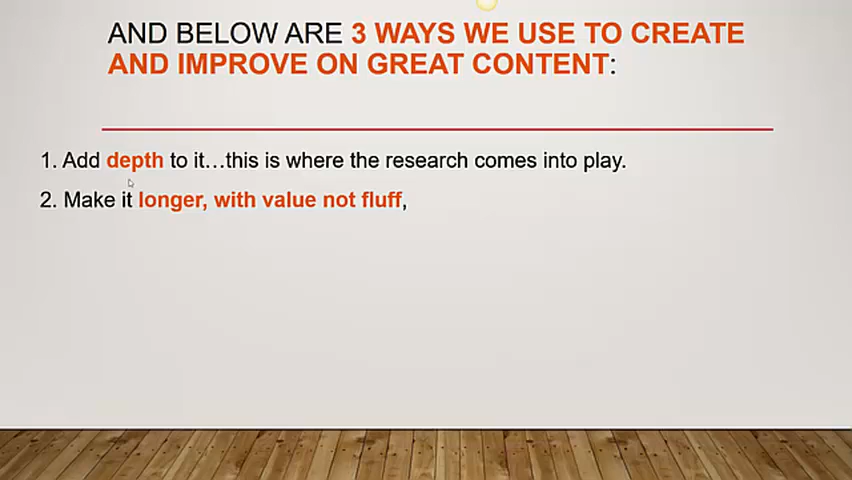 AND BELOW ARE 3 WAYS WE USE TO CREATE
AND IMPROVE ON GREAT CONTENT:
1. Add depth to it…this is where the research comes into play.
2. Make it longer, with value not fluff,